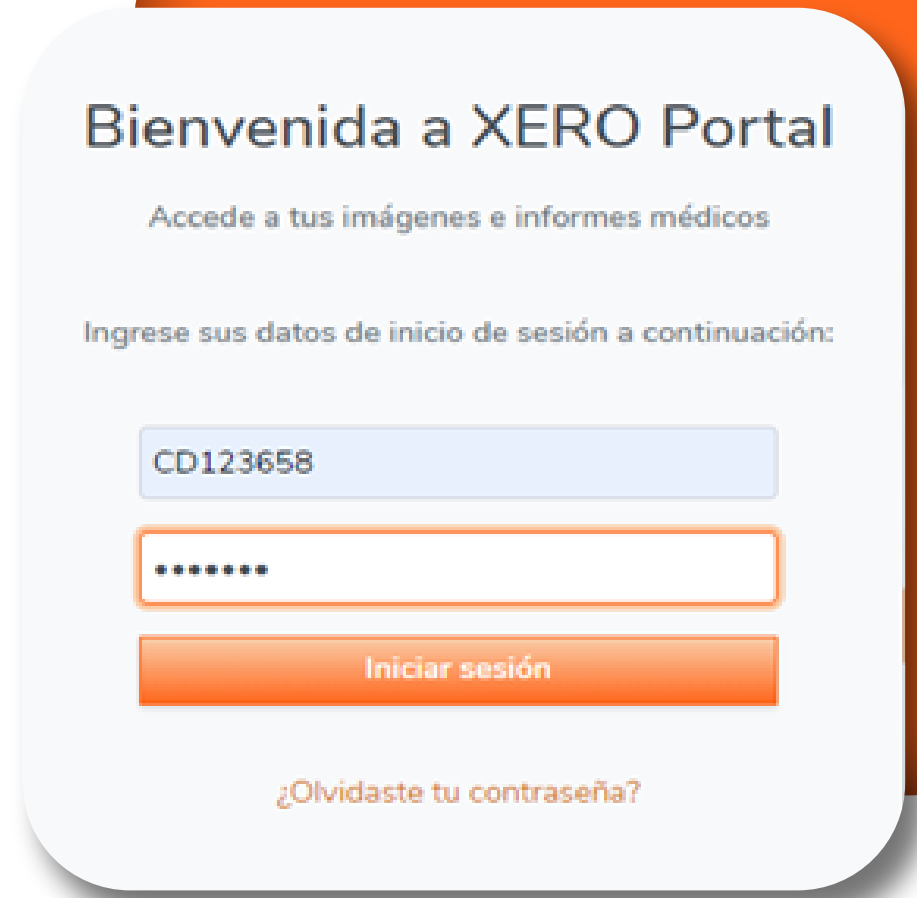 Bienvenida a XERO Portal
Accede a tus imágenes e informes médicos
Ingrese sus datos de inicio de sesión a continuación:
CD123658
•••••••
Iniciar sesión
¿Olvidaste tu contraseña?